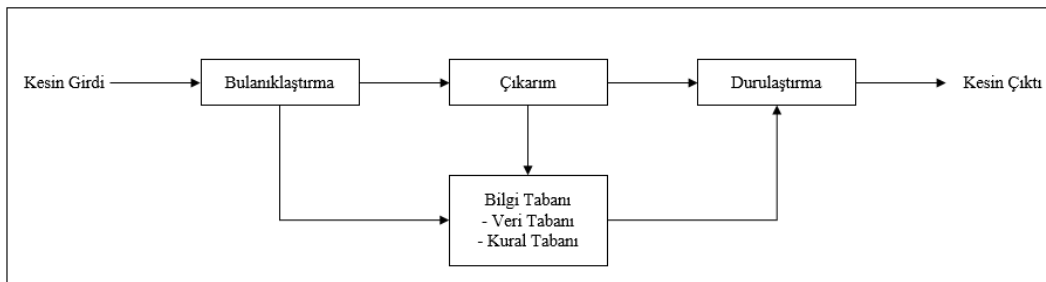 Kesin Girdi
Bulanıklaştırma
Çıkarım
Durulaştırma
Kesin Çıktı
Bilgi Tabanı
- Veri Tabanı
- Kural Tabanı